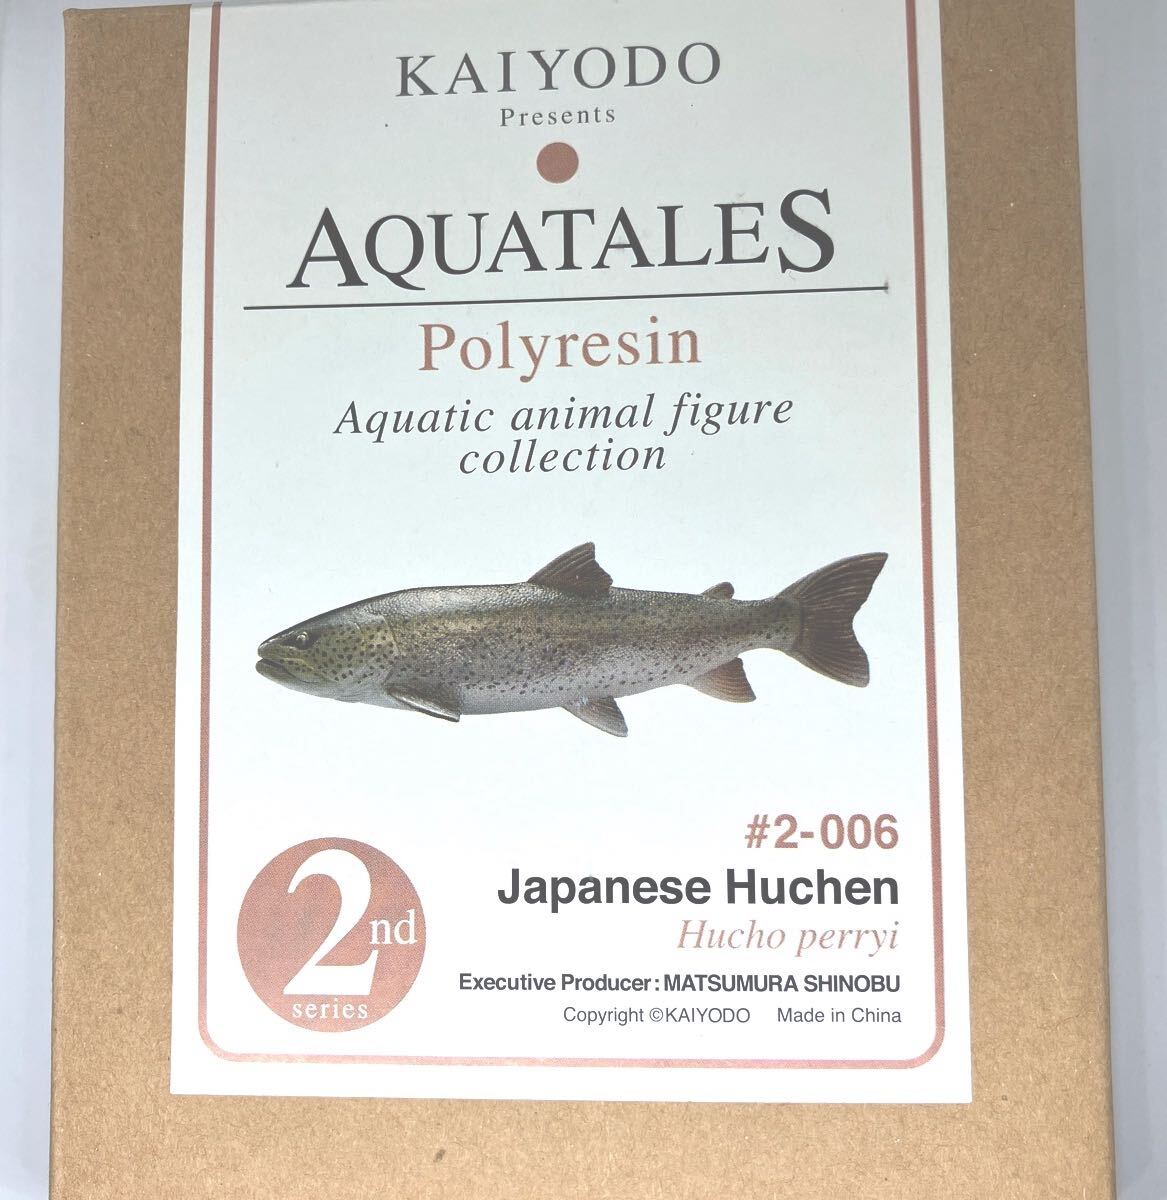 KAIYODO
Presents
AQUATALES
Polyresin
Aquatic animal figure
collection
#2-006
Japanese Huchen
Hucho perryi
2nd
series
Executive Producer: MATSUMURA SHINOBU
Copyright ©KAIYODO Made in China